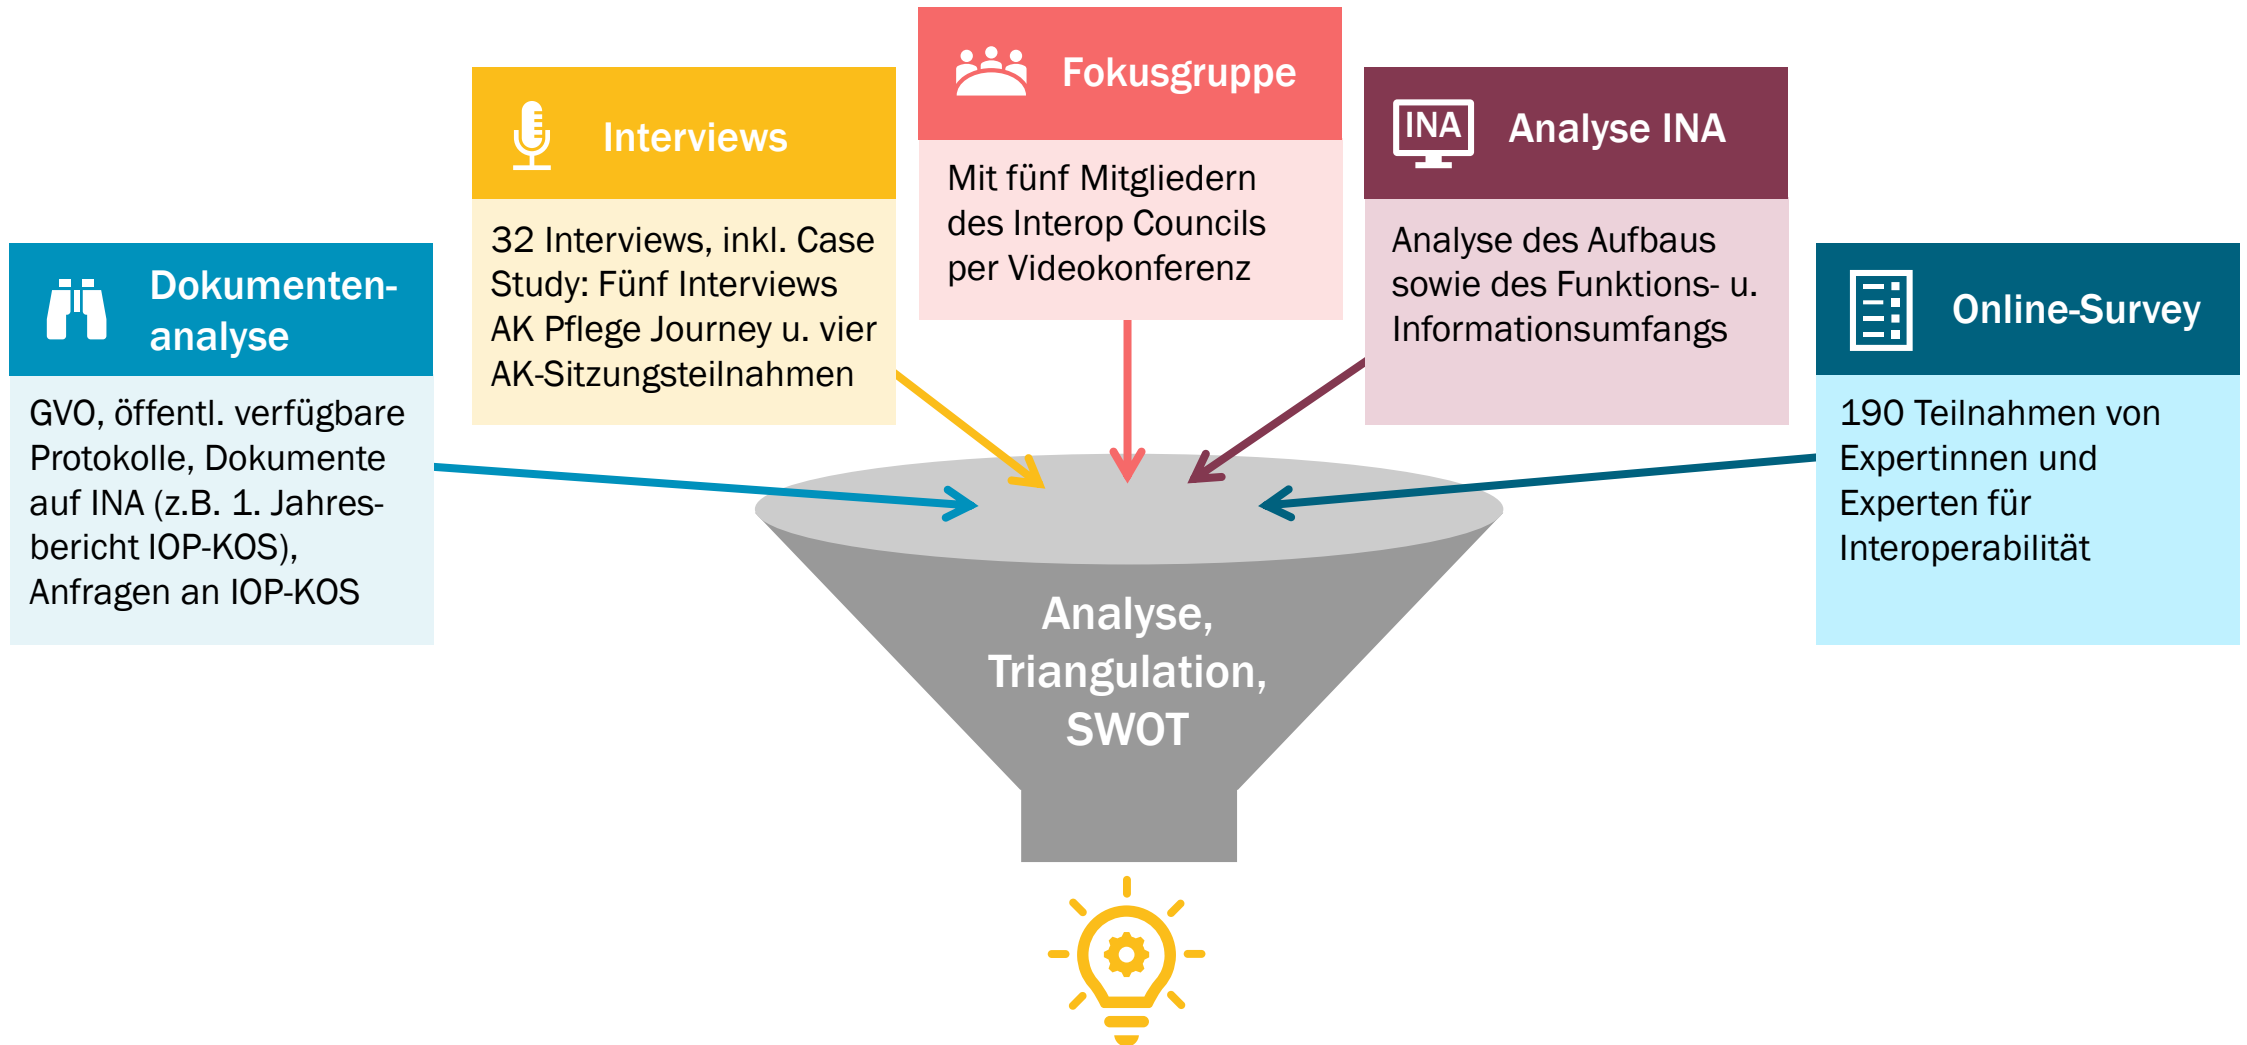 Dokumenten-
analyse
GVO, öffentl. verfügbare
Protokolle, Dokumente
auf INA (z.B. 1. Jahres-
bericht IOP-KOS),
Anfragen an IOP-KOS
Interviews
32 Interviews, inkl. Case
Study: Fünf Interviews
AK Pflege Journey u. vier
AK-Sitzungsteilnahmen
Fokusgruppe
Mit fünf Mitgliedern
des Interop Councils
per Videokonferenz
INA
Analyse INA
Analyse des Aufbaus
sowie des Funktions- u.
Informationsumfangs
Online-Survey
190 Teilnahmen von
Expertinnen und
Experten für
Interoperabilität
Analyse,
Triangulation,
SWOT